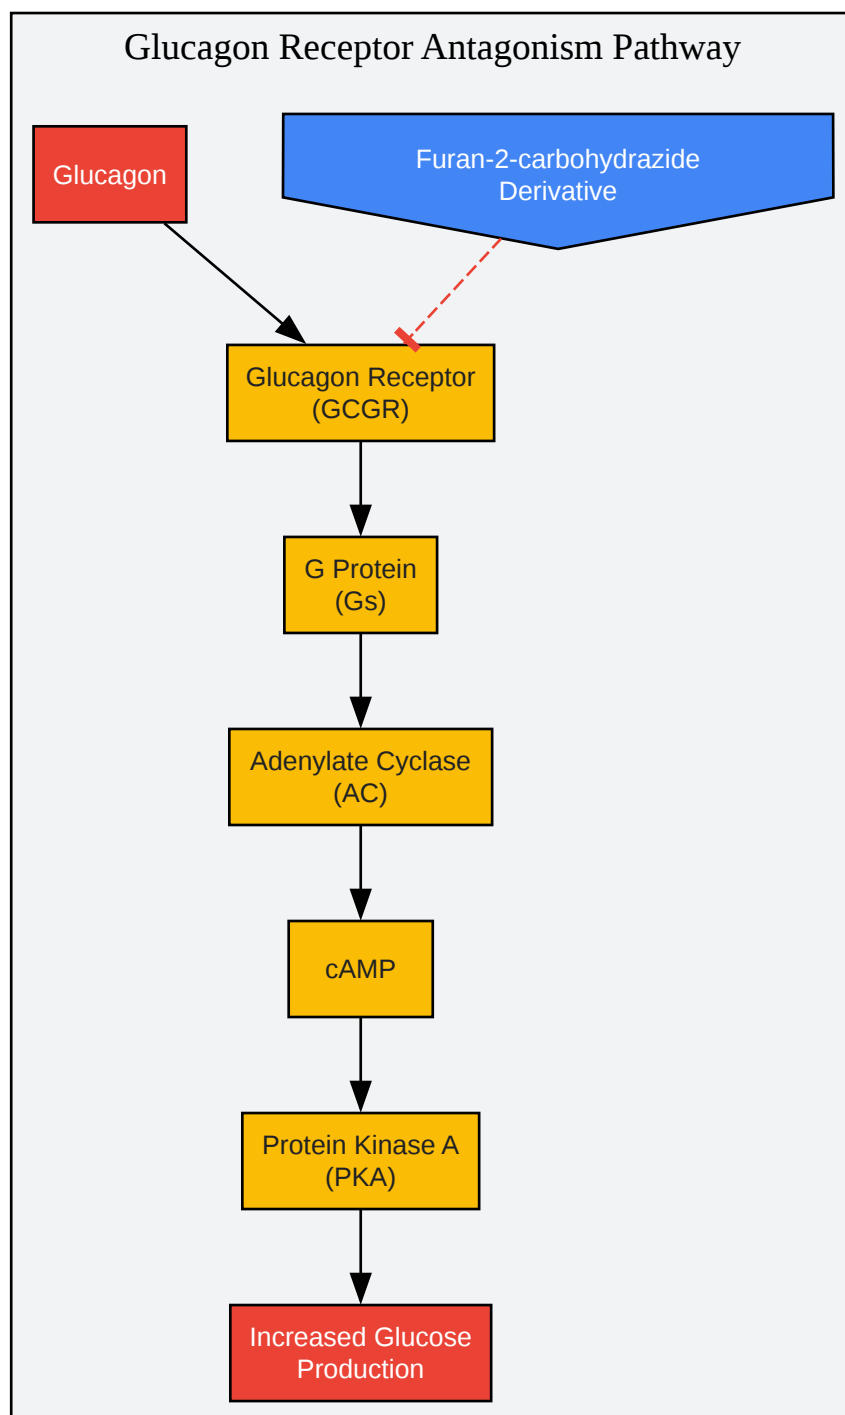 Glucagon Receptor Antagonism Pathway
Glucagon
Furan-2-carbohydrazide
Derivative
Glucagon Receptor
(GCGR)
G Protein
(Gs)
Adenylate Cyclase
(AC)
cAMP
Protein Kinase A
(PKA)
Increased Glucose
Production